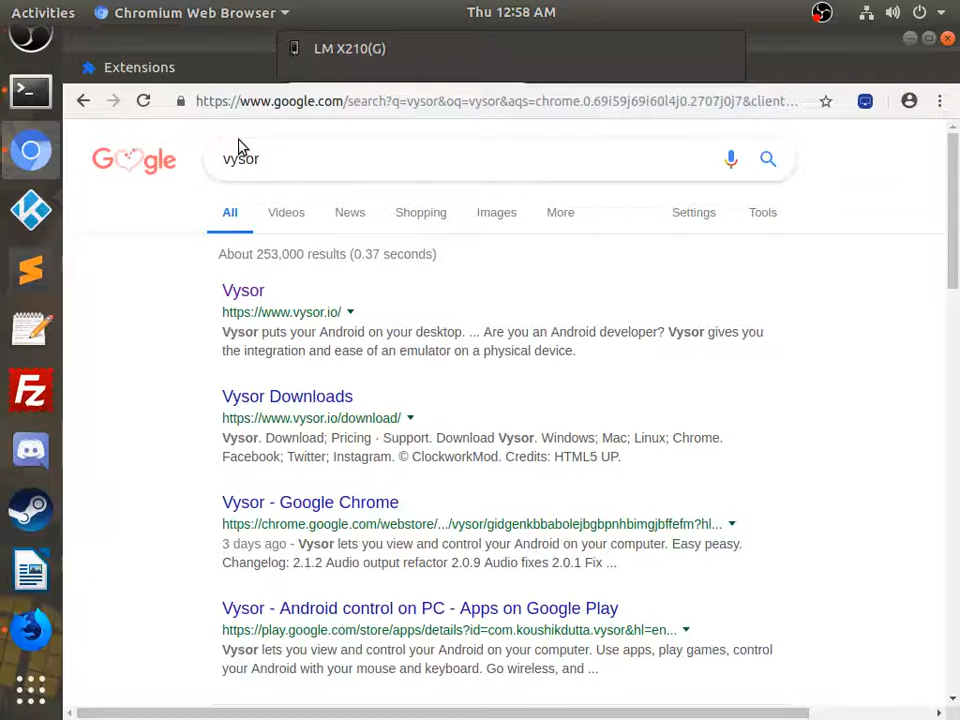 Activities
Chromium Web Browser
Thu 12:58 AM
LM X210(G)
Extensions
https://www.google.com/search?q=vysor&oq=vysor&aqs=chrome.0.69i59j69i60l4j0.2707j0j7&client...
Google
vysor
All
Videos
News
Shopping
Images
More
Settings
Tools
About 253,000 results (0.37 seconds)
Vysor
https://www.vysor.io/
Vysor puts your Android on your desktop. ... Are you an Android developer? Vysor gives you
the integration and ease of an emulator on a physical device.
Vysor Downloads
https://www.vysor.io/download/
Vysor. Download; Pricing · Support. Download Vysor. Windows; Mac; Linux; Chrome.
Facebook; Twitter; Instagram. © ClockworkMod. Credits: HTML5 UP.
Vysor - Google Chrome
https://chrome.google.com/webstore/.../vysor/gidgenkbbabolejbgbpnhbimgjbffefm?hl...
3 days ago - Vysor lets you view and control your Android on your computer. Easy peasy.
Changelog: 2.1.2 Audio output refactor 2.0.9 Audio fixes 2.0.1 Fix ...
Vysor - Android control on PC - Apps on Google Play
https://play.google.com/store/apps/details?id=com.koushikdutta.vysor&hl=en...
Vysor lets you view and control your Android on your computer. Use apps, play games, control
your Android with your mouse and keyboard. Go wireless, and ...